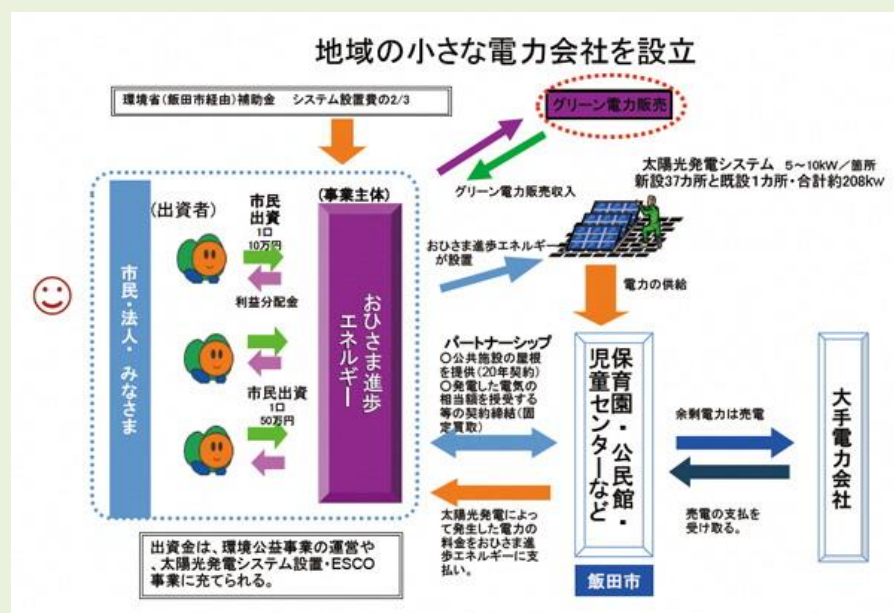 地域の小さな電力会社を設立
環境省(飯田市経由)補助金 システム設置費の2/3
グリーン電力販売
グリーン電力販売収入
太陽光発電システム 5~10kW/箇所
新設37カ所と既設1カ所・合計約208kw
おひさま進歩エネルギー
が設置
電力の供給
市民・法人・みなさま
(出資者)
市民
出資
1口
10万円
利益分配金
市民出資
1口
50万円
(事業主体)
おひさま進歩
エネルギー
パートナーシップ
○公共施設の屋根
を提供(20年契約)
○発電した電気の
相当額を授受する
等の契約締結(固
定買取)
太陽光発電によっ
て発生した電力の
料金をおひさま進
歩エネルギーに支
払い。
保育園・公民館・
児童センターなど
飯田市
余剰電力は売電
売電の支払を
受け取る。
大手電力会社
出資金は、環境公益事業の運営や
、太陽光発電システム設置・ESCO
事業に充てられる。